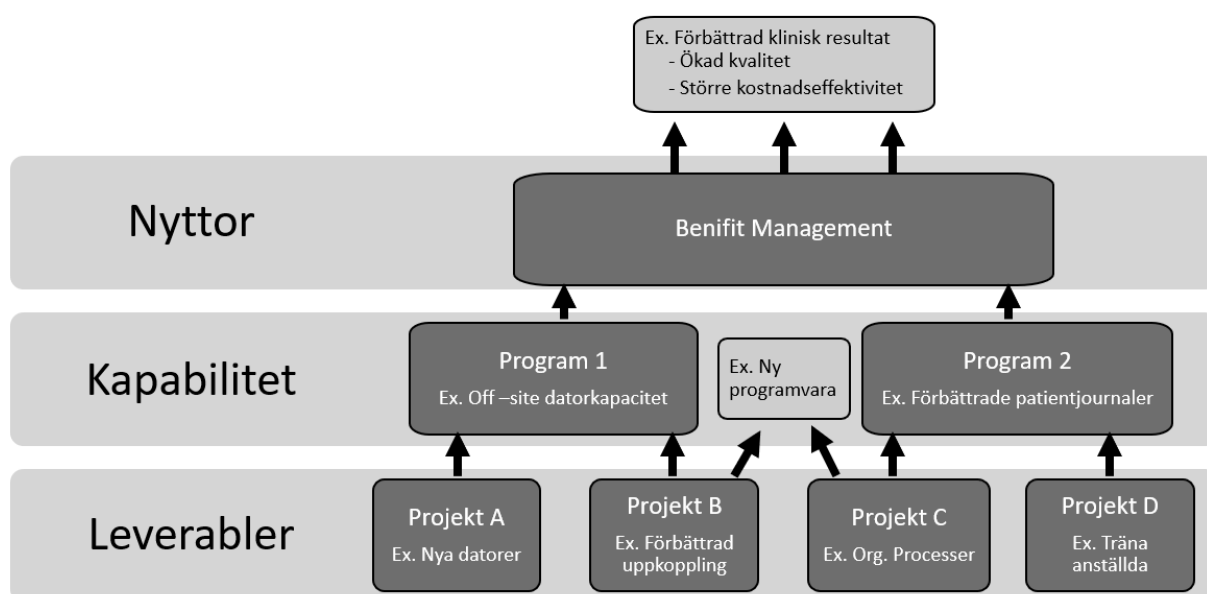 Ex. Förbättrad klinisk resultat
- Ökad kvalitet
- Större kostnadseffektivitet
Nyttor
Benifit Management
Kapabilitet
Program 1
Ex. Off –site datorkapacitet
Ex. Ny
programvara
Program 2
Ex. Förbättrade patientjournaler
Leverabler
Projekt A
Ex. Nya datorer
Projekt B
Ex. Förbättrad
uppkoppling
Projekt C
Ex. Org. Processer
Projekt D
Ex. Träna
anställda